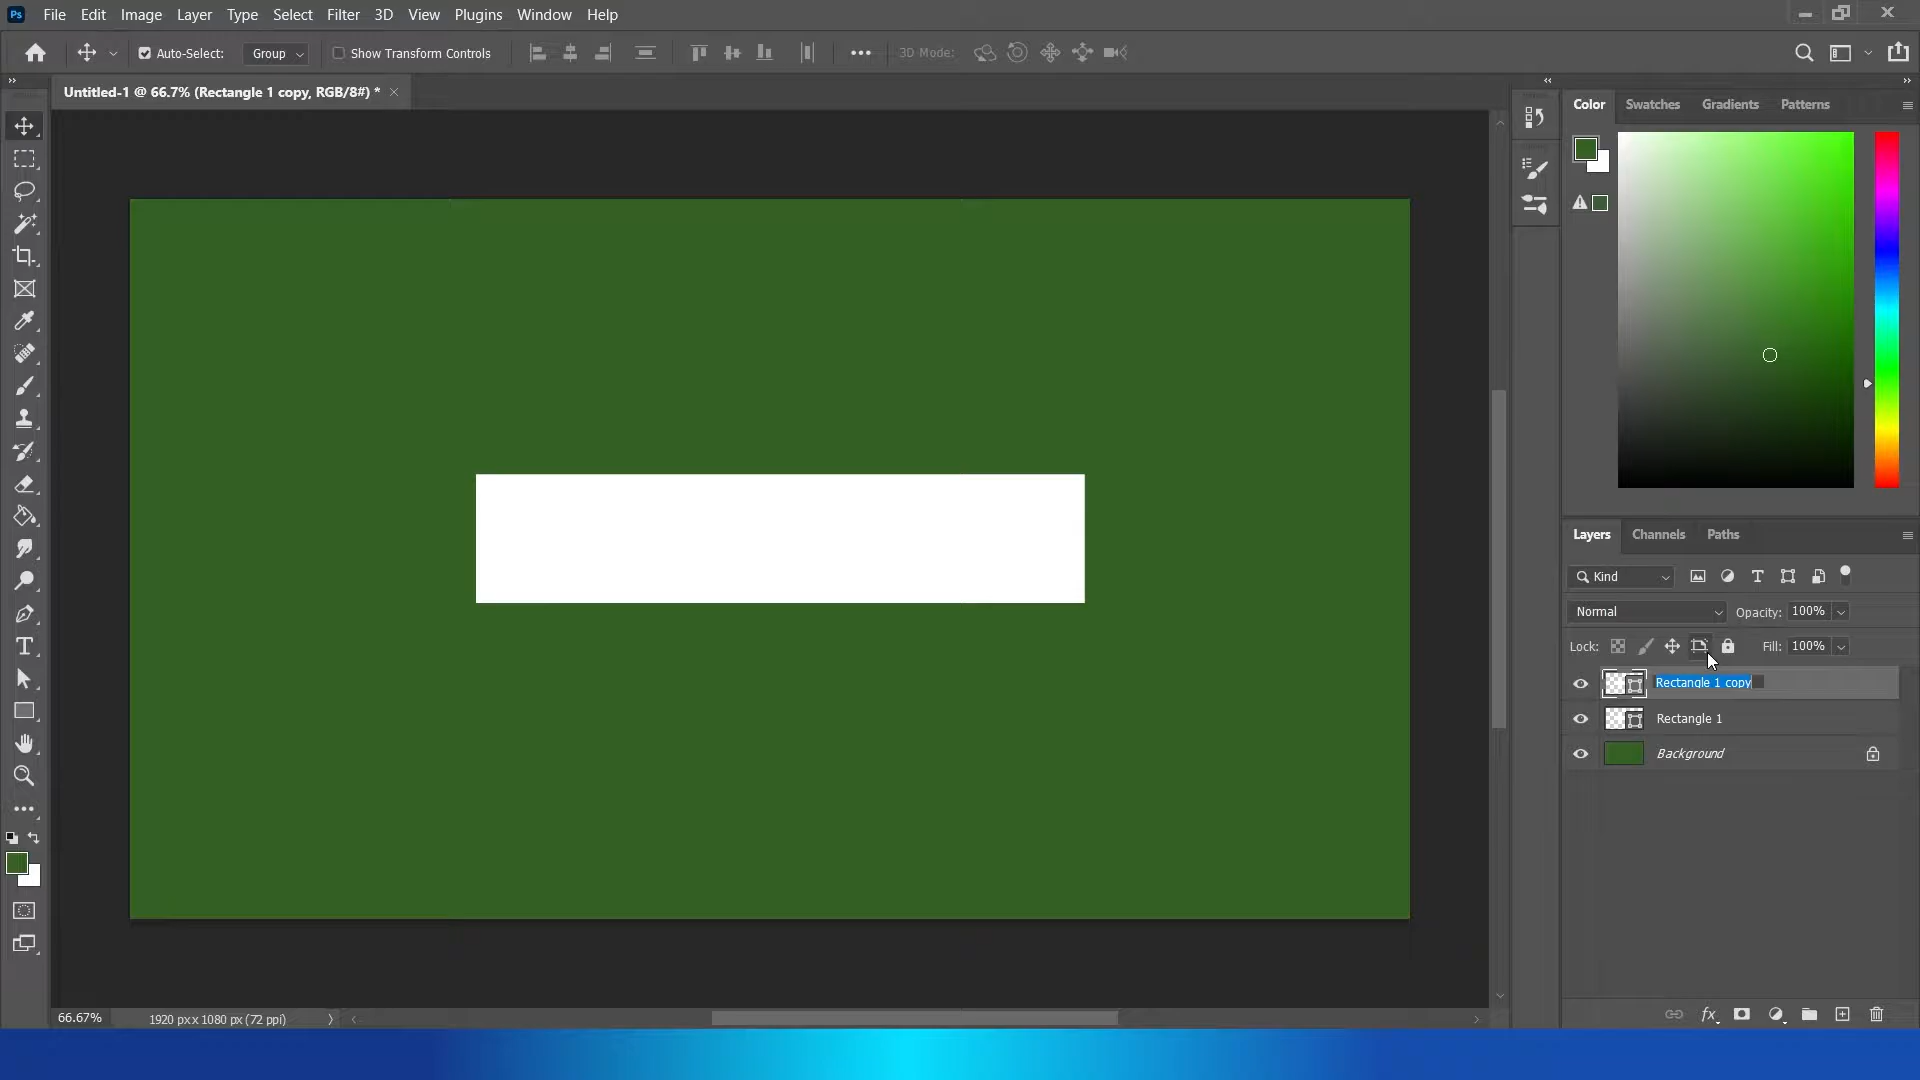 Ps File Edit Image Layer Type Select Filter 3D View Plugins Window Help
Auto-Select: Group Show Transform Controls 3D Mode:
Untitled-1 @ 66.7% (Rectangle 1 copy, RGB/8#) *
Color Swatches Gradients Patterns
Layers Channels Paths
Kind
Normal Opacity: 100%
Lock: Fill: 100%
Rectangle 1 copy
Rectangle 1
Background
66.67% 1920 px x 1080 px (72 ppi)